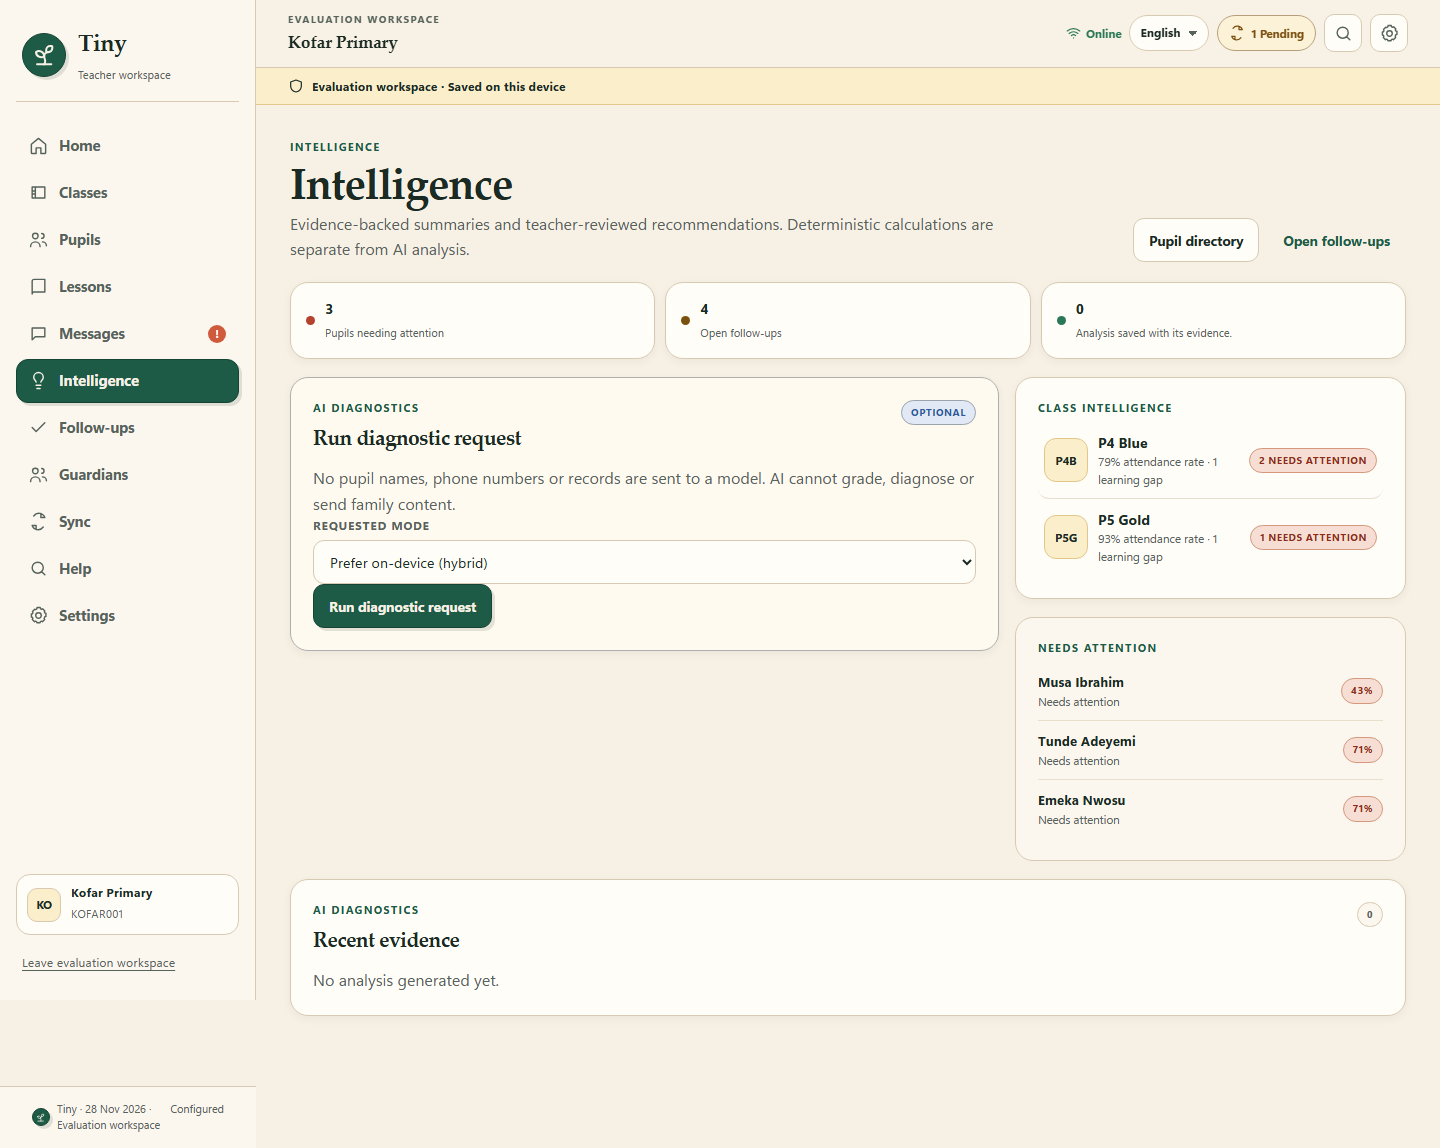 Tiny
Teacher workspace
Home
Classes
Pupils
Lessons
Messages
!
Intelligence
Follow-ups
Guardians
Sync
Help
Settings
KO
Kofar Primary
KOFAR001
Leave evaluation workspace
Tiny · 28 Nov 2026 ·
Evaluation workspace
Configured
EVALUATION WORKSPACE
Kofar Primary
Online
English
1 Pending
Evaluation workspace · Saved on this device
INTELLIGENCE
Intelligence
Evidence-backed summaries and teacher-reviewed recommendations. Deterministic calculations are
separate from AI analysis.
Pupil directory
Open follow-ups
3
Pupils needing attention
4
Open follow-ups
0
Analysis saved with its evidence.
AI DIAGNOSTICS
OPTIONAL
Run diagnostic request
No pupil names, phone numbers or records are sent to a model. AI cannot grade, diagnose or
send family content.
REQUESTED MODE
Prefer on-device (hybrid)
Run diagnostic request
CLASS INTELLIGENCE
P4B
P4 Blue
79% attendance rate · 1
learning gap
2 NEEDS ATTENTION
P5G
P5 Gold
93% attendance rate · 1
learning gap
1 NEEDS ATTENTION
NEEDS ATTENTION
Musa Ibrahim
Needs attention
43%
Tunde Adeyemi
Needs attention
71%
Emeka Nwosu
Needs attention
71%
AI DIAGNOSTICS
0
Recent evidence
No analysis generated yet.